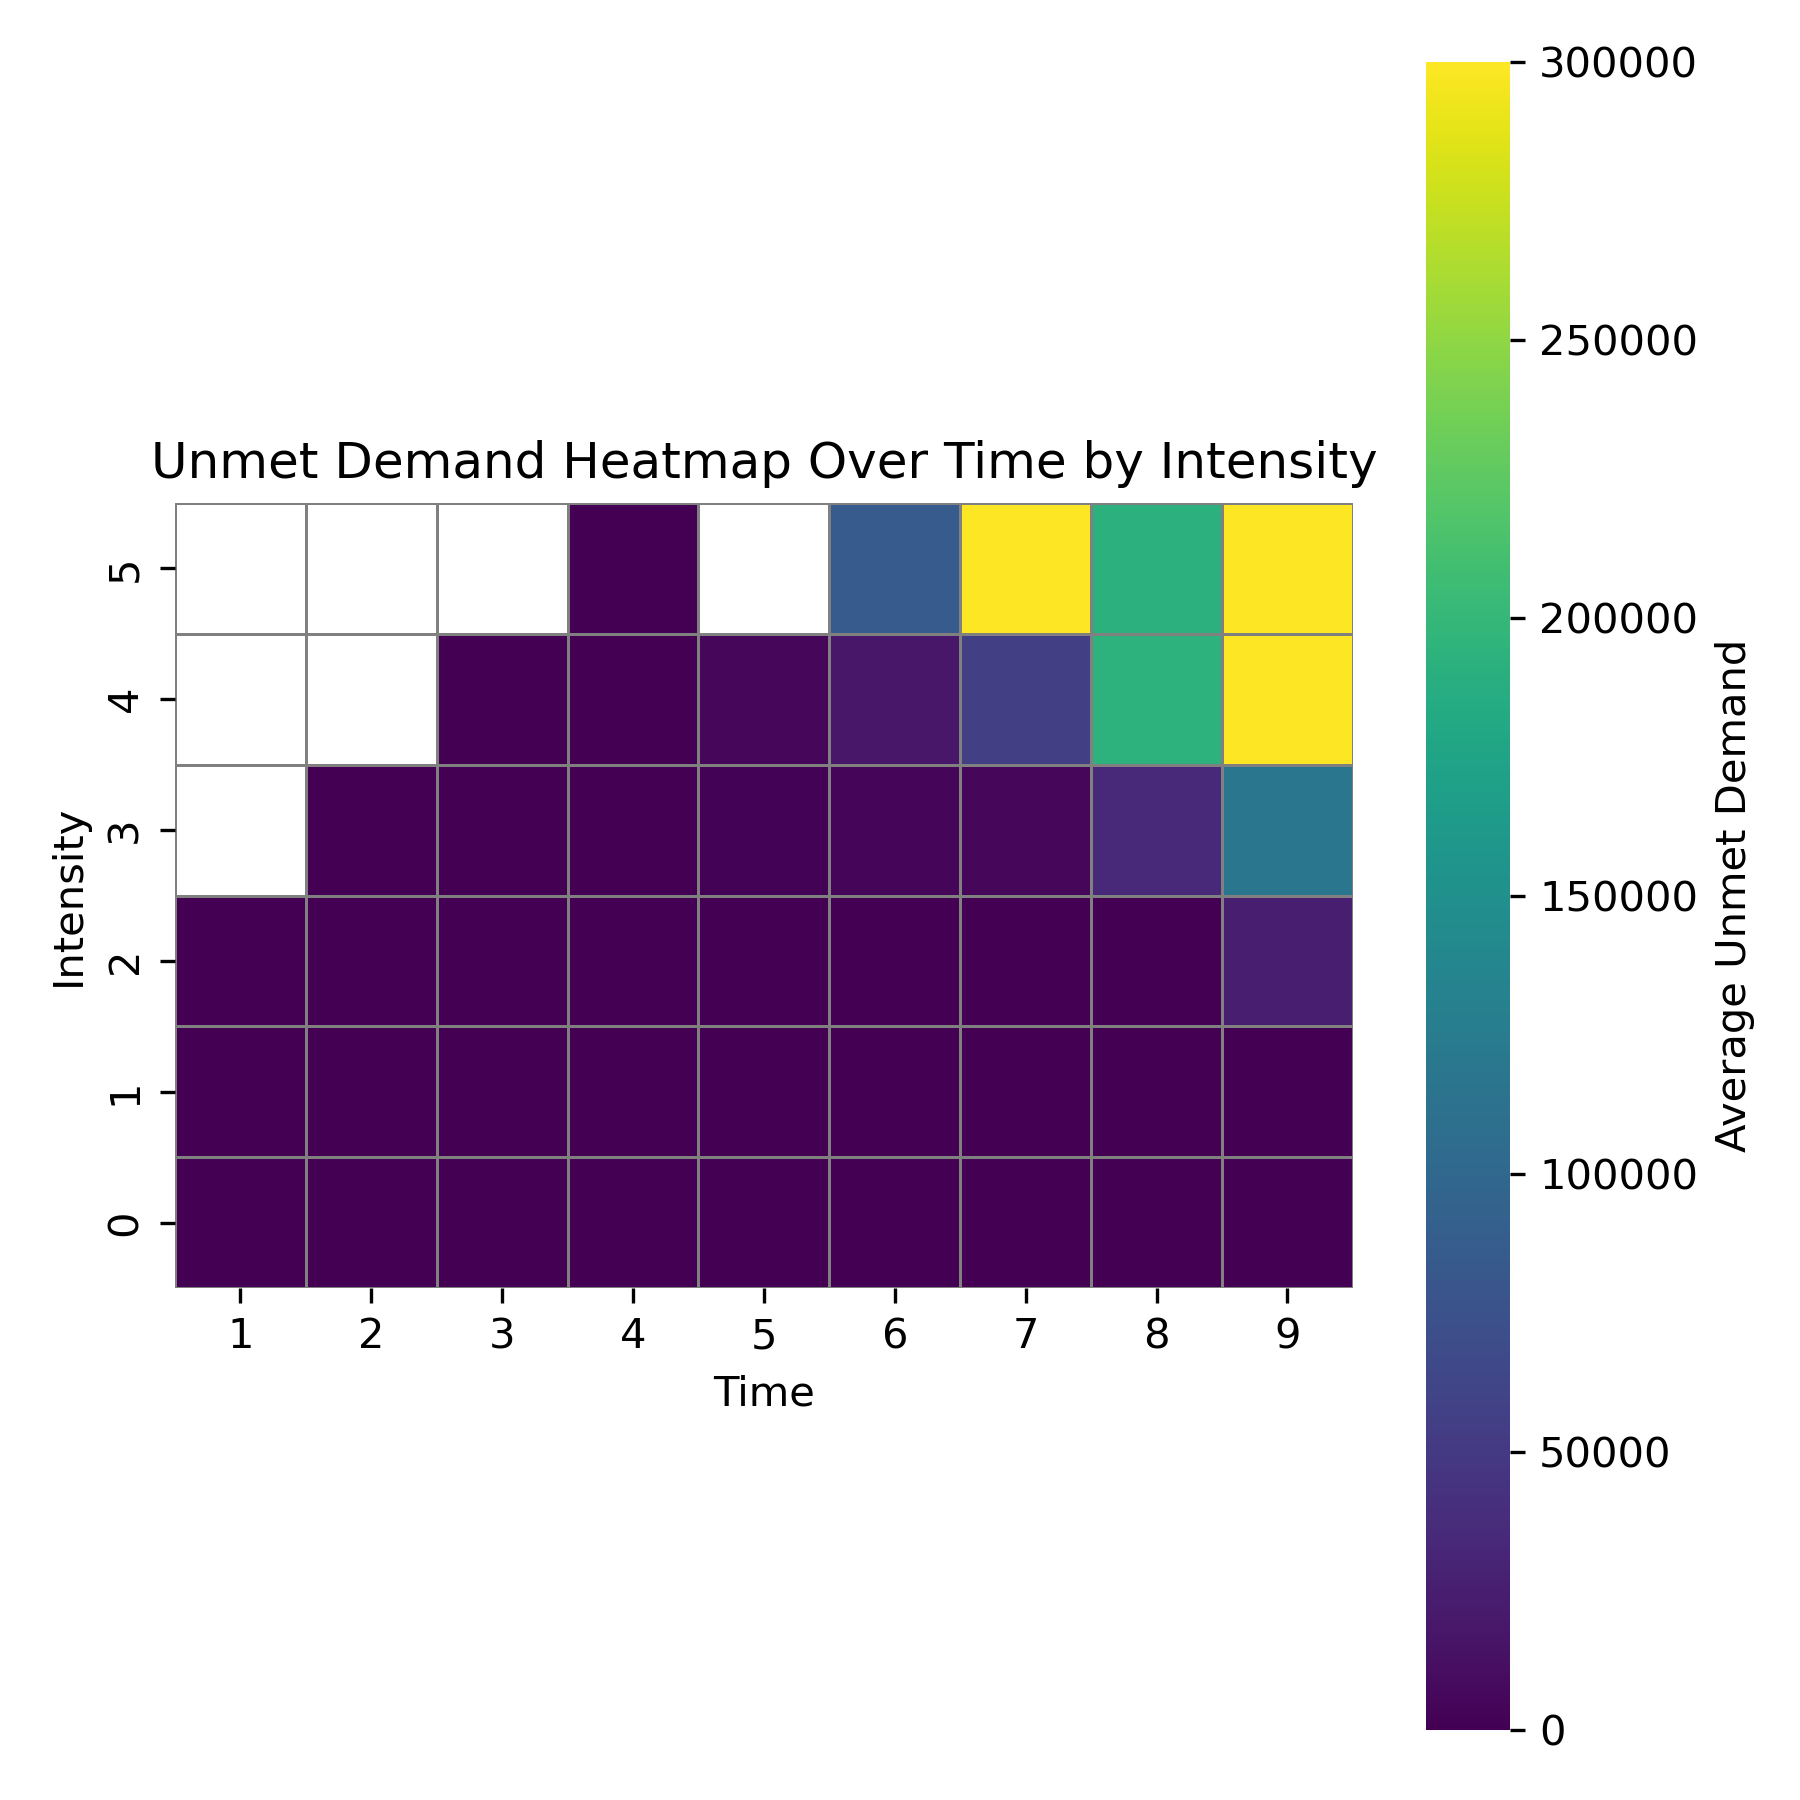 Unmet Demand Heatmap Over Time by Intensity
Intensity
5
4
3
2
1
0
1 2 3 4 5 6 7 8 9
Time
300000
250000
200000
150000
100000
50000
0
Average Unmet Demand